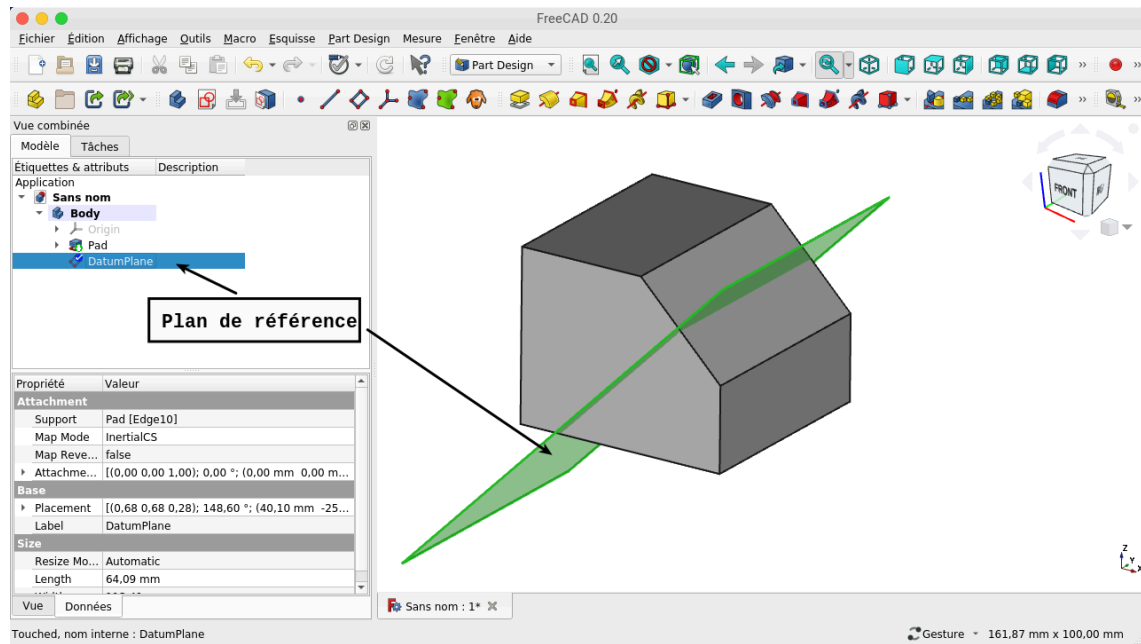 FreeCAD 0.20
Fichier Édition Affichage Outils Macro Esquisse Part Design Mesure Fenêtre Aide
Part Design
Vue combinée
Modèle Tâches
Étiquettes & attributs Description
Application
Sans nom
Body
Origin
Pad
DatumPlane
Plan de référence
FRONT
Propriété Valeur
Attachment
Support Pad [Edge10]
Map Mode InertialCS
Map Reve... false
Attachme... [(0,00 0,00 1,00); 0,00 °; (0,00 mm 0,00 m...
Base
Placement [(0,68 0,68 0,28); 148,60 °; (40,10 mm -25...
Label DatumPlane
Size
Resize Mo... Automatic
Length 64,09 mm
Z
Y
X
Vue Données
Sans nom : 1*
Touched, nom interne : DatumPlane
Gesture 161,87 mm x 100,00 mm